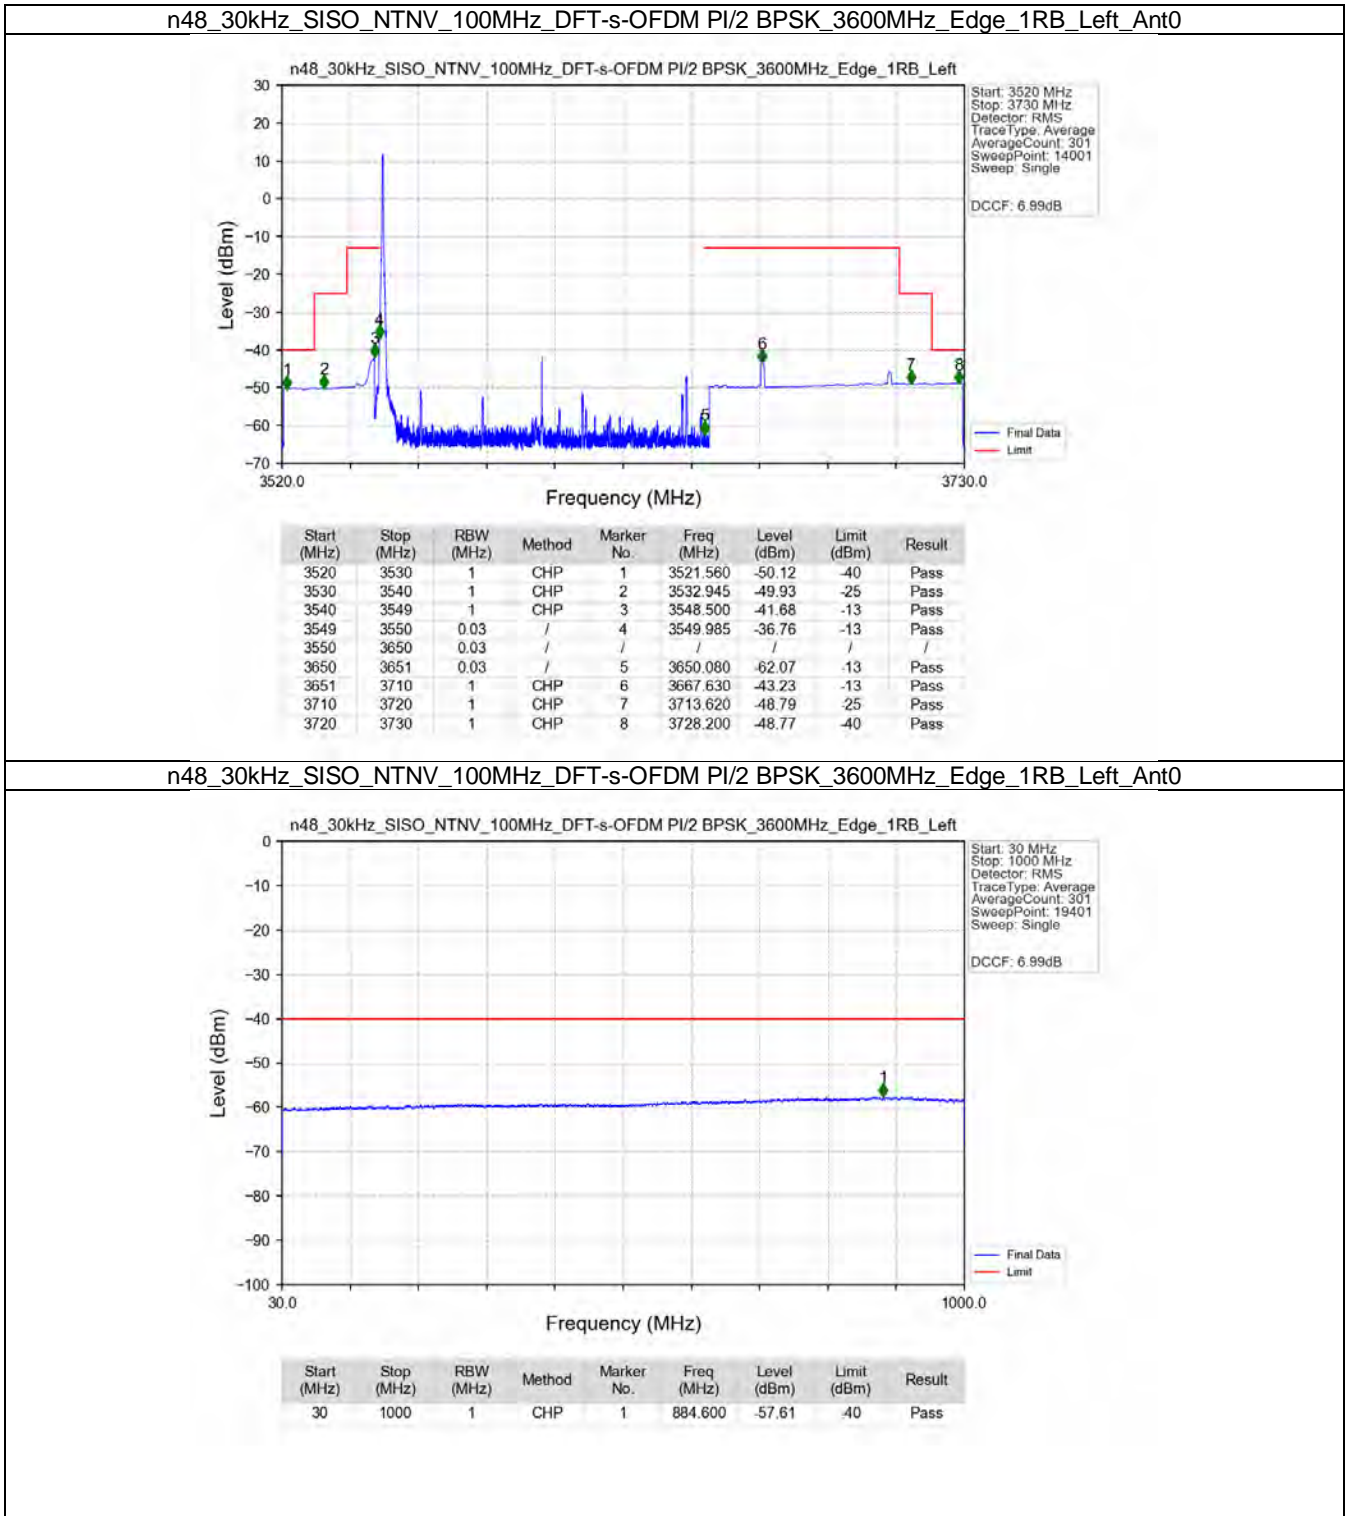 n48_30kHz_SISO_NTNV_100MHz_DFT-s-OFDM PI/2 BPSK_3600MHz_Edge_1RB_Left_Ant0
n48_30kHz_SISO_NTNV_100MHz_DFT-s-OFDM PI/2 BPSK_3600MHz_Edge_1RB_Left
Start: 3520 MHz
Stop: 3730 MHz
Detector: RMS
TraceType: Average
AverageCount: 301
SweepPoint: 14001
Sweep: Single
DCCF: 6.99dB
30
20
10
0
−10
−20
−30
−40
−50
−60
−70
Level (dBm)
1
2
3
4
5
6
7
8
Final Data
Limit
3520.0 3730.0
Frequency (MHz)
Start (MHz) Stop (MHz) RBW (MHz) Method Marker No. Freq (MHz) Level (dBm) Limit (dBm) Result
3520 3530 1 CHP 1 3521.560 -50.12 -40 Pass
3530 3540 1 CHP 2 3532.945 -49.93 -25 Pass
3540 3549 1 CHP 3 3548.500 -41.68 -13 Pass
3549 3550 0.03 / 4 3549.985 -36.76 -13 Pass
3550 3650 0.03 / / / / / /
3650 3651 0.03 / 5 3650.080 -62.07 -13 Pass
3651 3710 1 CHP 6 3667.630 -43.23 -13 Pass
3710 3720 1 CHP 7 3713.620 -48.79 -25 Pass
3720 3730 1 CHP 8 3728.200 -48.77 -40 Pass
n48_30kHz_SISO_NTNV_100MHz_DFT-s-OFDM PI/2 BPSK_3600MHz_Edge_1RB_Left_Ant0
n48_30kHz_SISO_NTNV_100MHz_DFT-s-OFDM PI/2 BPSK_3600MHz_Edge_1RB_Left
Start: 30 MHz
Stop: 1000 MHz
Detector: RMS
TraceType: Average
AverageCount: 301
SweepPoint: 19401
Sweep: Single
DCCF: 6.99dB
0
−10
−20
−30
−40
−50
−60
−70
−80
−90
−100
Level (dBm)
1
Final Data
Limit
30.0 1000.0
Frequency (MHz)
Start (MHz) Stop (MHz) RBW (MHz) Method Marker No. Freq (MHz) Level (dBm) Limit (dBm) Result
30 1000 1 CHP 1 884.600 -57.61 -40 Pass